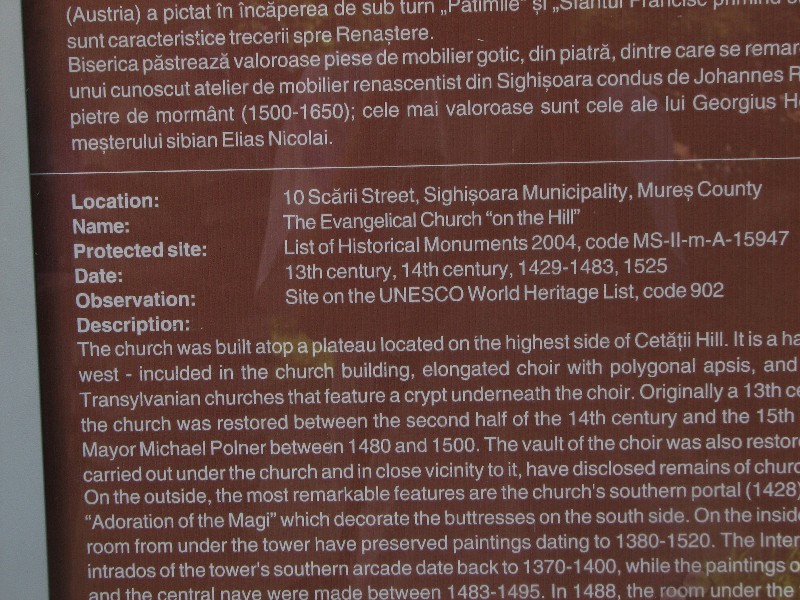 (Austria) a pictat în încăperea de sub turn „Patimile" și „Sfântul Francisc primind
sunt caracteristice trecerii spre Renaștere.
Biserica păstrează valoroase piese de mobilier gotic, din piatră, dintre care se
unui cunoscut atelier de mobilier renascentist din Sighișoara condus de Johannes
pietre de mormânt (1500-1650); cele mai valoroase sunt cele ale lui Georgius
meșterului sibian Elias Nicolai.
Location: 10 Scării Street, Sighișoara Municipality, Mureș County
Name: The Evangelical Church "on the Hill"
Protected site: List of Historical Monuments 2004, code MS-II-m-A-15947
Date: 13th century, 14th century, 1429-1483, 1525
Observation: Site on the UNESCO World Heritage List, code 902
Description:
The church was built atop a plateau located on the highest side of Cetății Hill. It is a
west - inculded in the church building, elongated choir with polygonal apsis, and
Transylvanian churches that feature a crypt underneath the choir. Originally a 13th
the church was restored between the second half of the 14th century and the 15th
Mayor Michael Polner between 1480 and 1500. The vault of the choir was also
carried out under the church and in close vicinity to it, have disclosed remains of
On the outside, the most remarkable features are the church's southern portal (1428)
"Adoration of the Magi" which decorate the buttresses on the south side. On the
room from under the tower have preserved paintings dating to 1380-1520. The
intrados of the tower's southern arcade date back to 1370-1400, while the paintings
and the central nave were made between 1483-1495. In 1488, the room under the